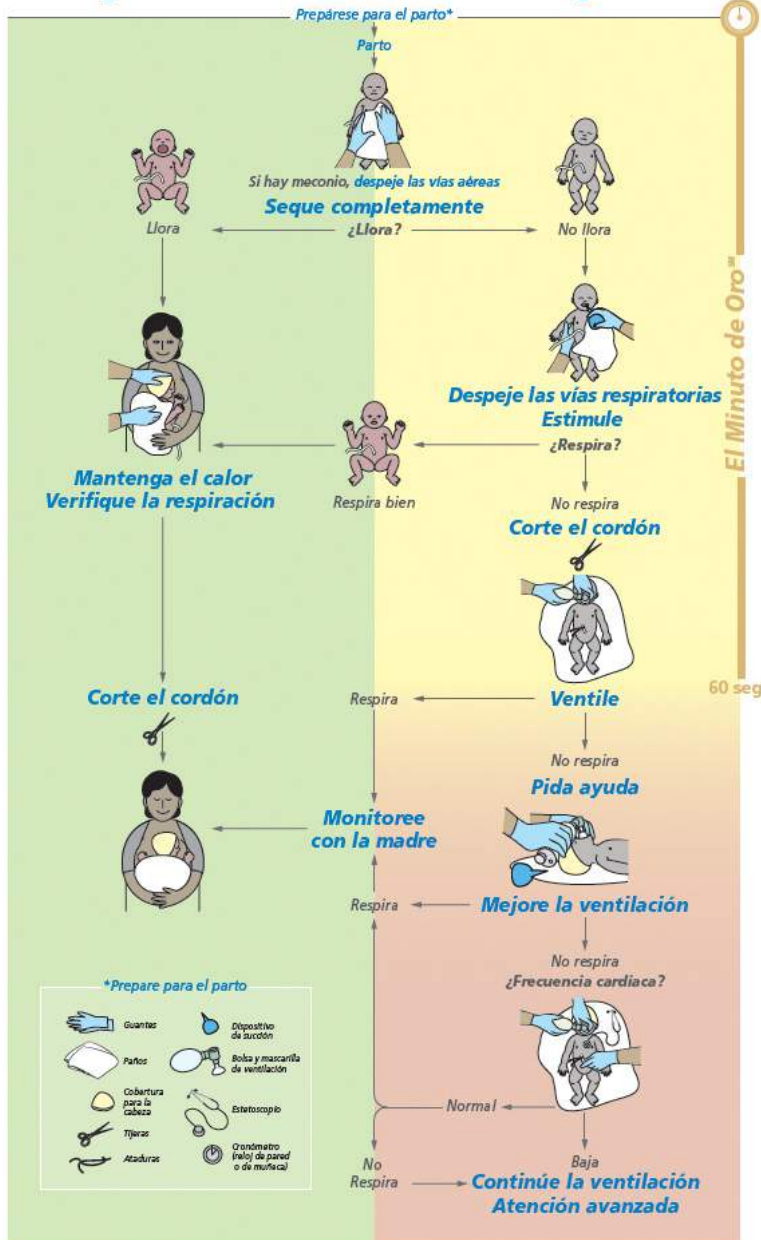 Prepárese para el parto*
Parto
Si hay meconio, despeje las vías aéreas
Seque completamente
¿Llora?
Llora
No llora
Despeje las vías respiratorias
Estimule
¿Respira?
Respira bien
No respira
Mantenga el calor
Verifique la respiración
Corte el cordón
Ventile
Respira
Corte el cordón
No respira
Pida ayuda
Monitoree
con la madre
Mejore la ventilación
Respira
No respira
¿Frecuencia cardiaca?
Normal
Baja
No
Respira
Continúe la ventilación
Atención avanzada
El Minuto de Oro℠
60 seg
*Prepare para el parto
Guantes
Paños
Cobertura
para la
cabeza
Tijeras
Ataduras
Dispositivo
de succión
Bolsa y mascarilla
de ventilación
Estetoscopio
Cronómetro
(reloj de pared
o de muñeca)